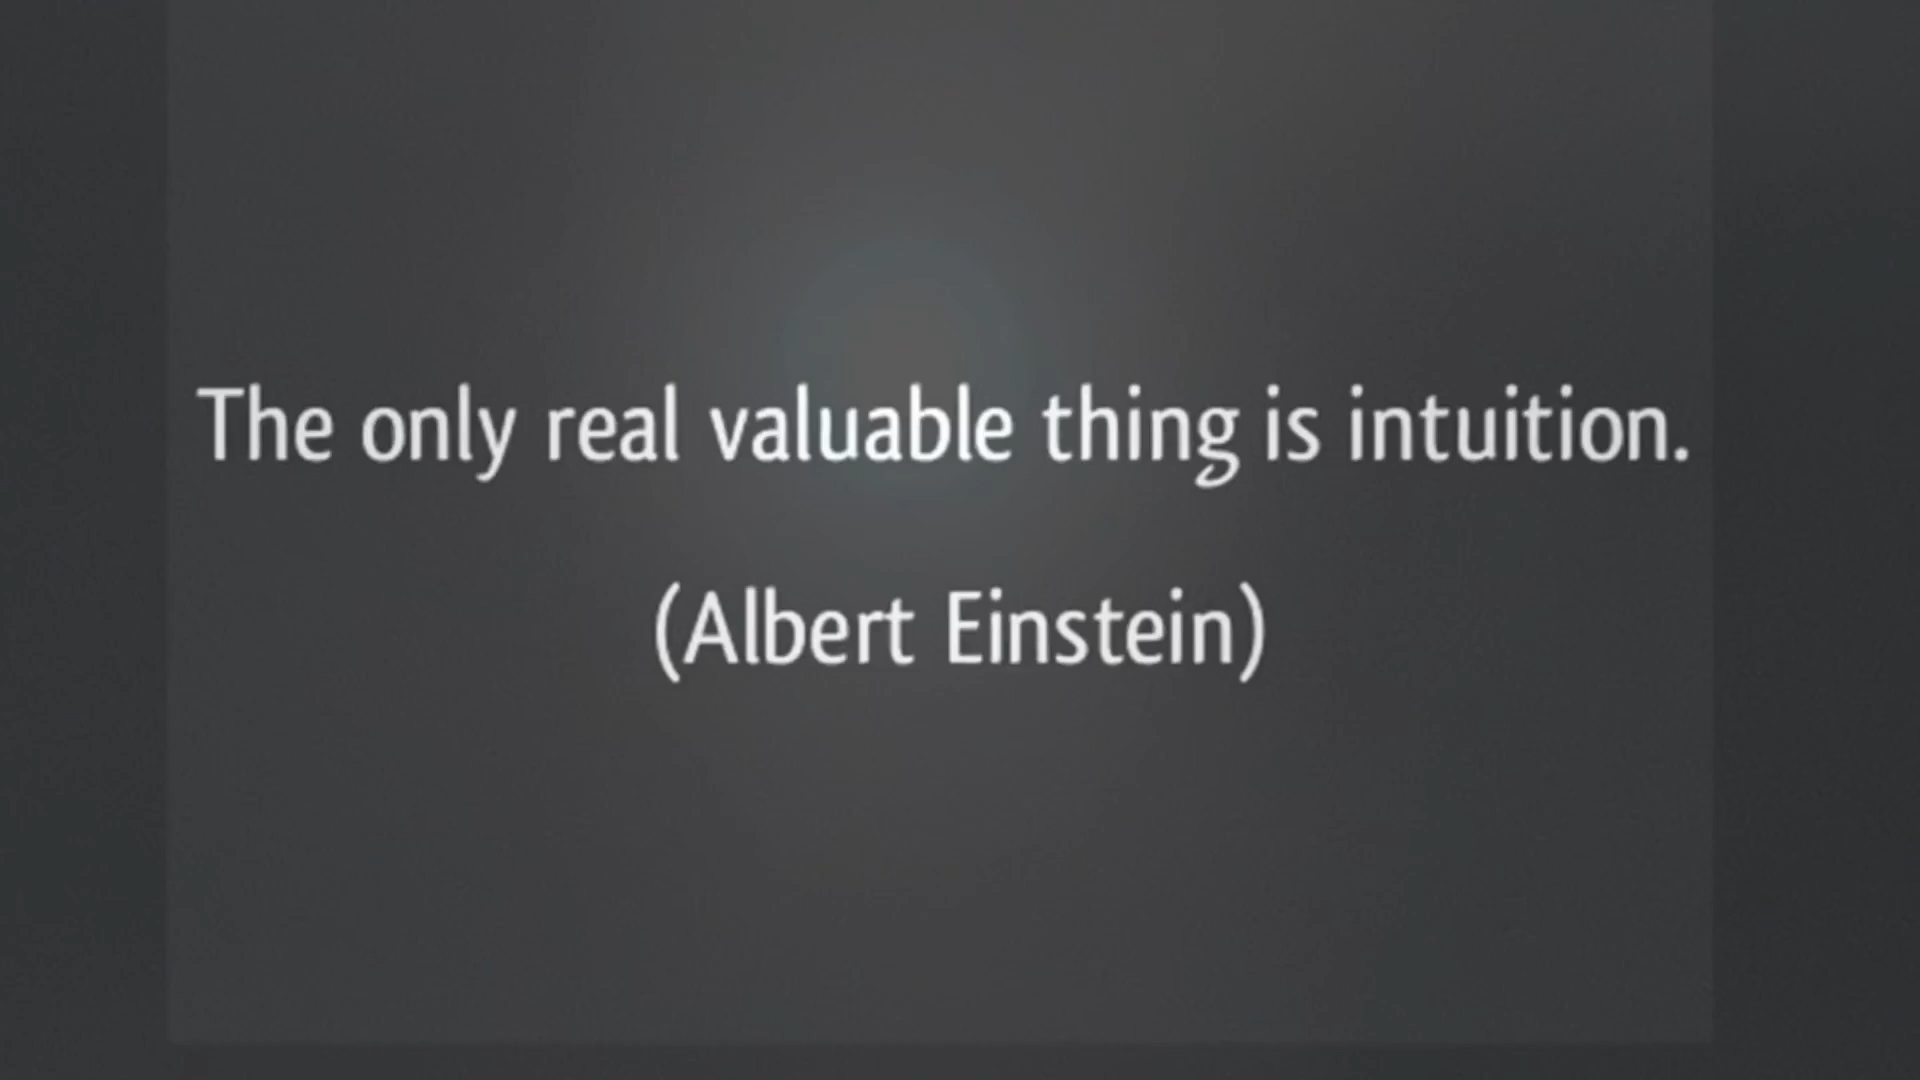 The only real valuable thing is intuition.
(Albert Einstein)